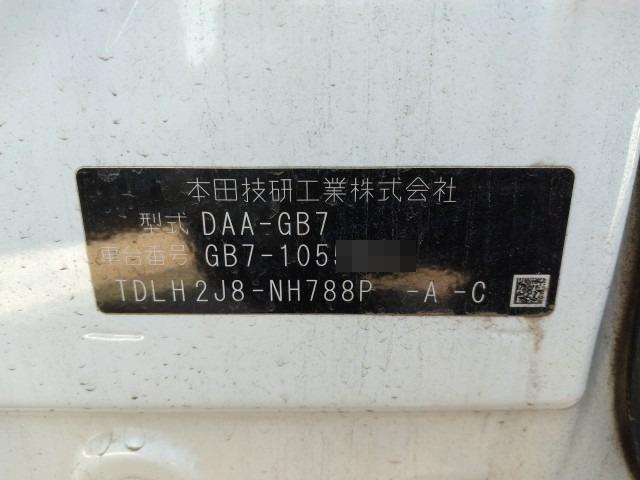 本田技研工業株式会社
型式 DAA-GB7
車台番号 GB7-105
TDLH2J8-NH788P -A -C